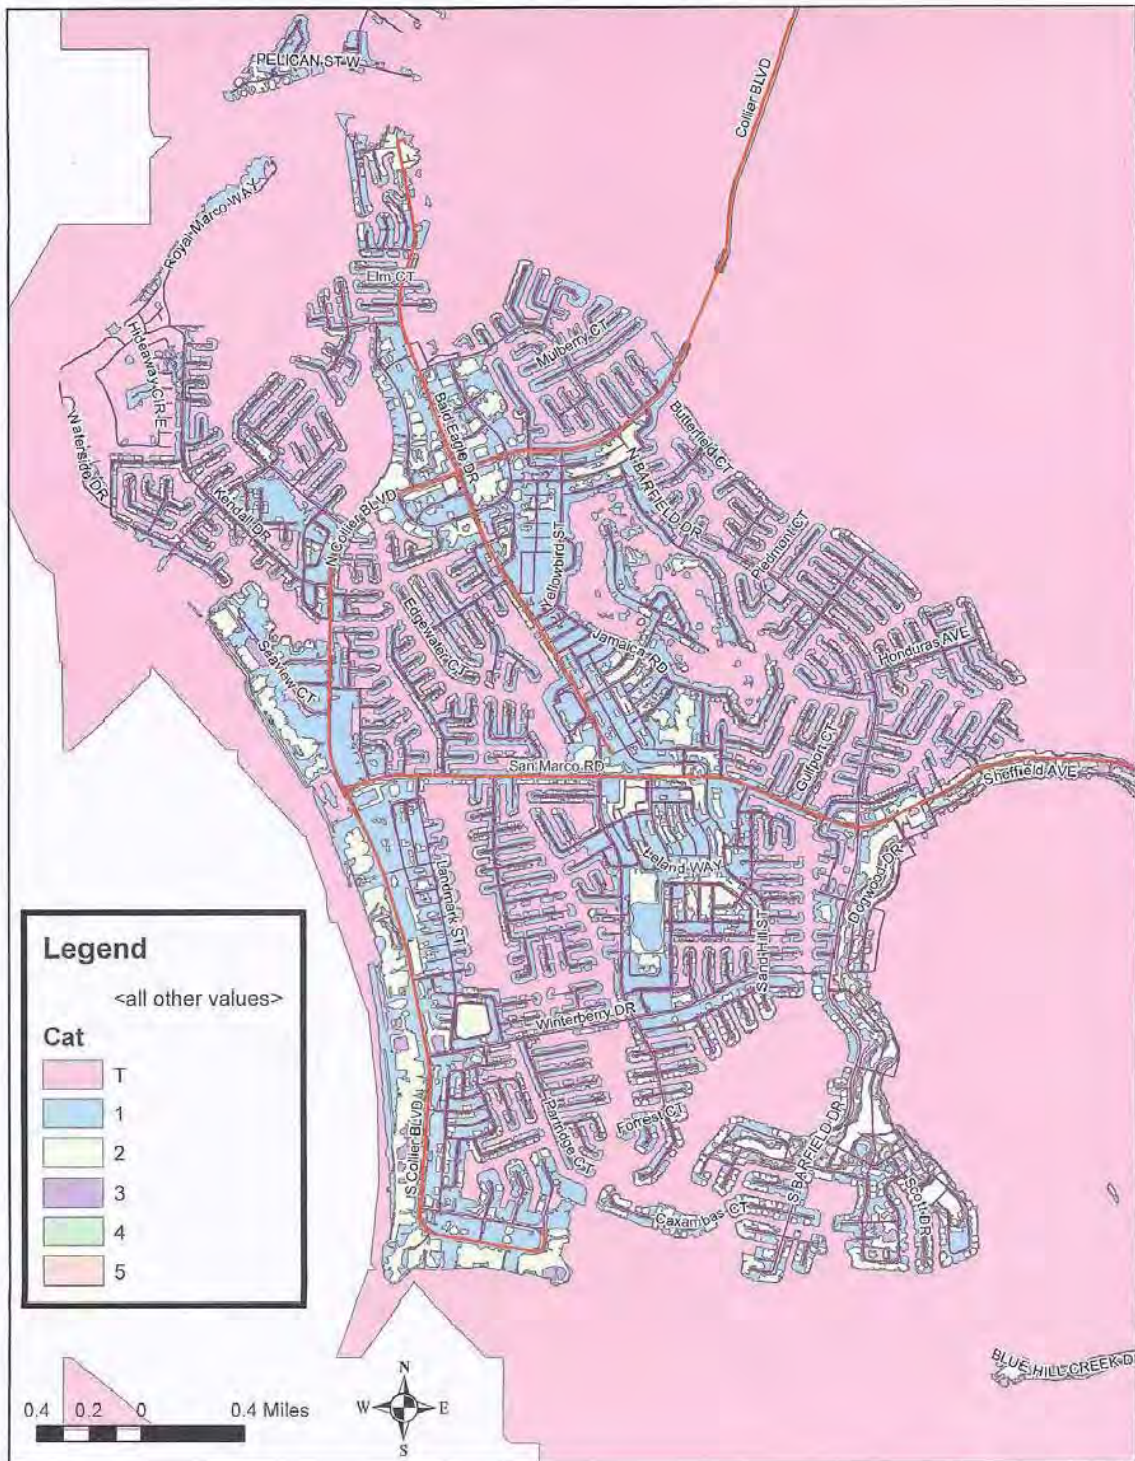 PELICAN ST W
Collier BLVD
Royal Marco WAY
Elm CT
Hideaway CIR E
Mulberry CT
Bald Eagle DR
Butterfield CT
Waterside DR
N BARFIELD DR
Kendall DR
N Collier BLVD
Piedmont CT
Yellowbird ST
Edgewater CT
Jamaica RD
Honduras AVE
Seaview CT
Gulfport CT
San Marco RD
Sheffield AVE
Leland WAY
Landmark ST
Dogwood DR
Sand Hill ST
Winterberry DR
Partridge CT
Forrest CT
S Collier BLVD
S BARFIELD DR
Scott DR
Caxambas CT
BLUE HILL CREEK D
Legend
<all other values>
Cat
T
1
2
3
4
5
0.4 0.2 0 0.4 Miles
N
W E
S